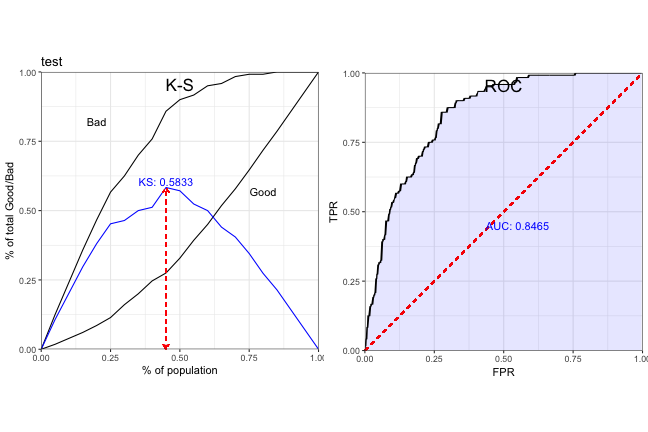 test
K-S
Bad
KS: 0.5833
Good
1.00
0.75
0.50
0.25
0.00
% of total Good/Bad
0.00 0.25 0.50 0.75 1.0
% of population
ROC
AUC: 0.8465
1.00
0.75
0.50
0.25
0.00
TPR
0.00 0.25 0.50 0.75 1.00
FPR